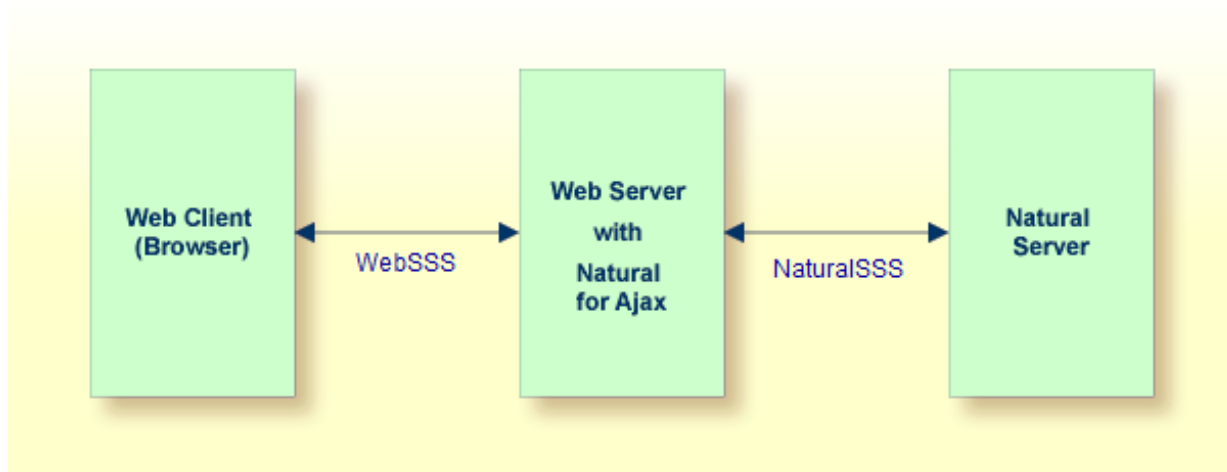 Web Client
(Browser)
WebSSS
Web Server
with
Natural
for Ajax
NaturalSSS
Natural
Server